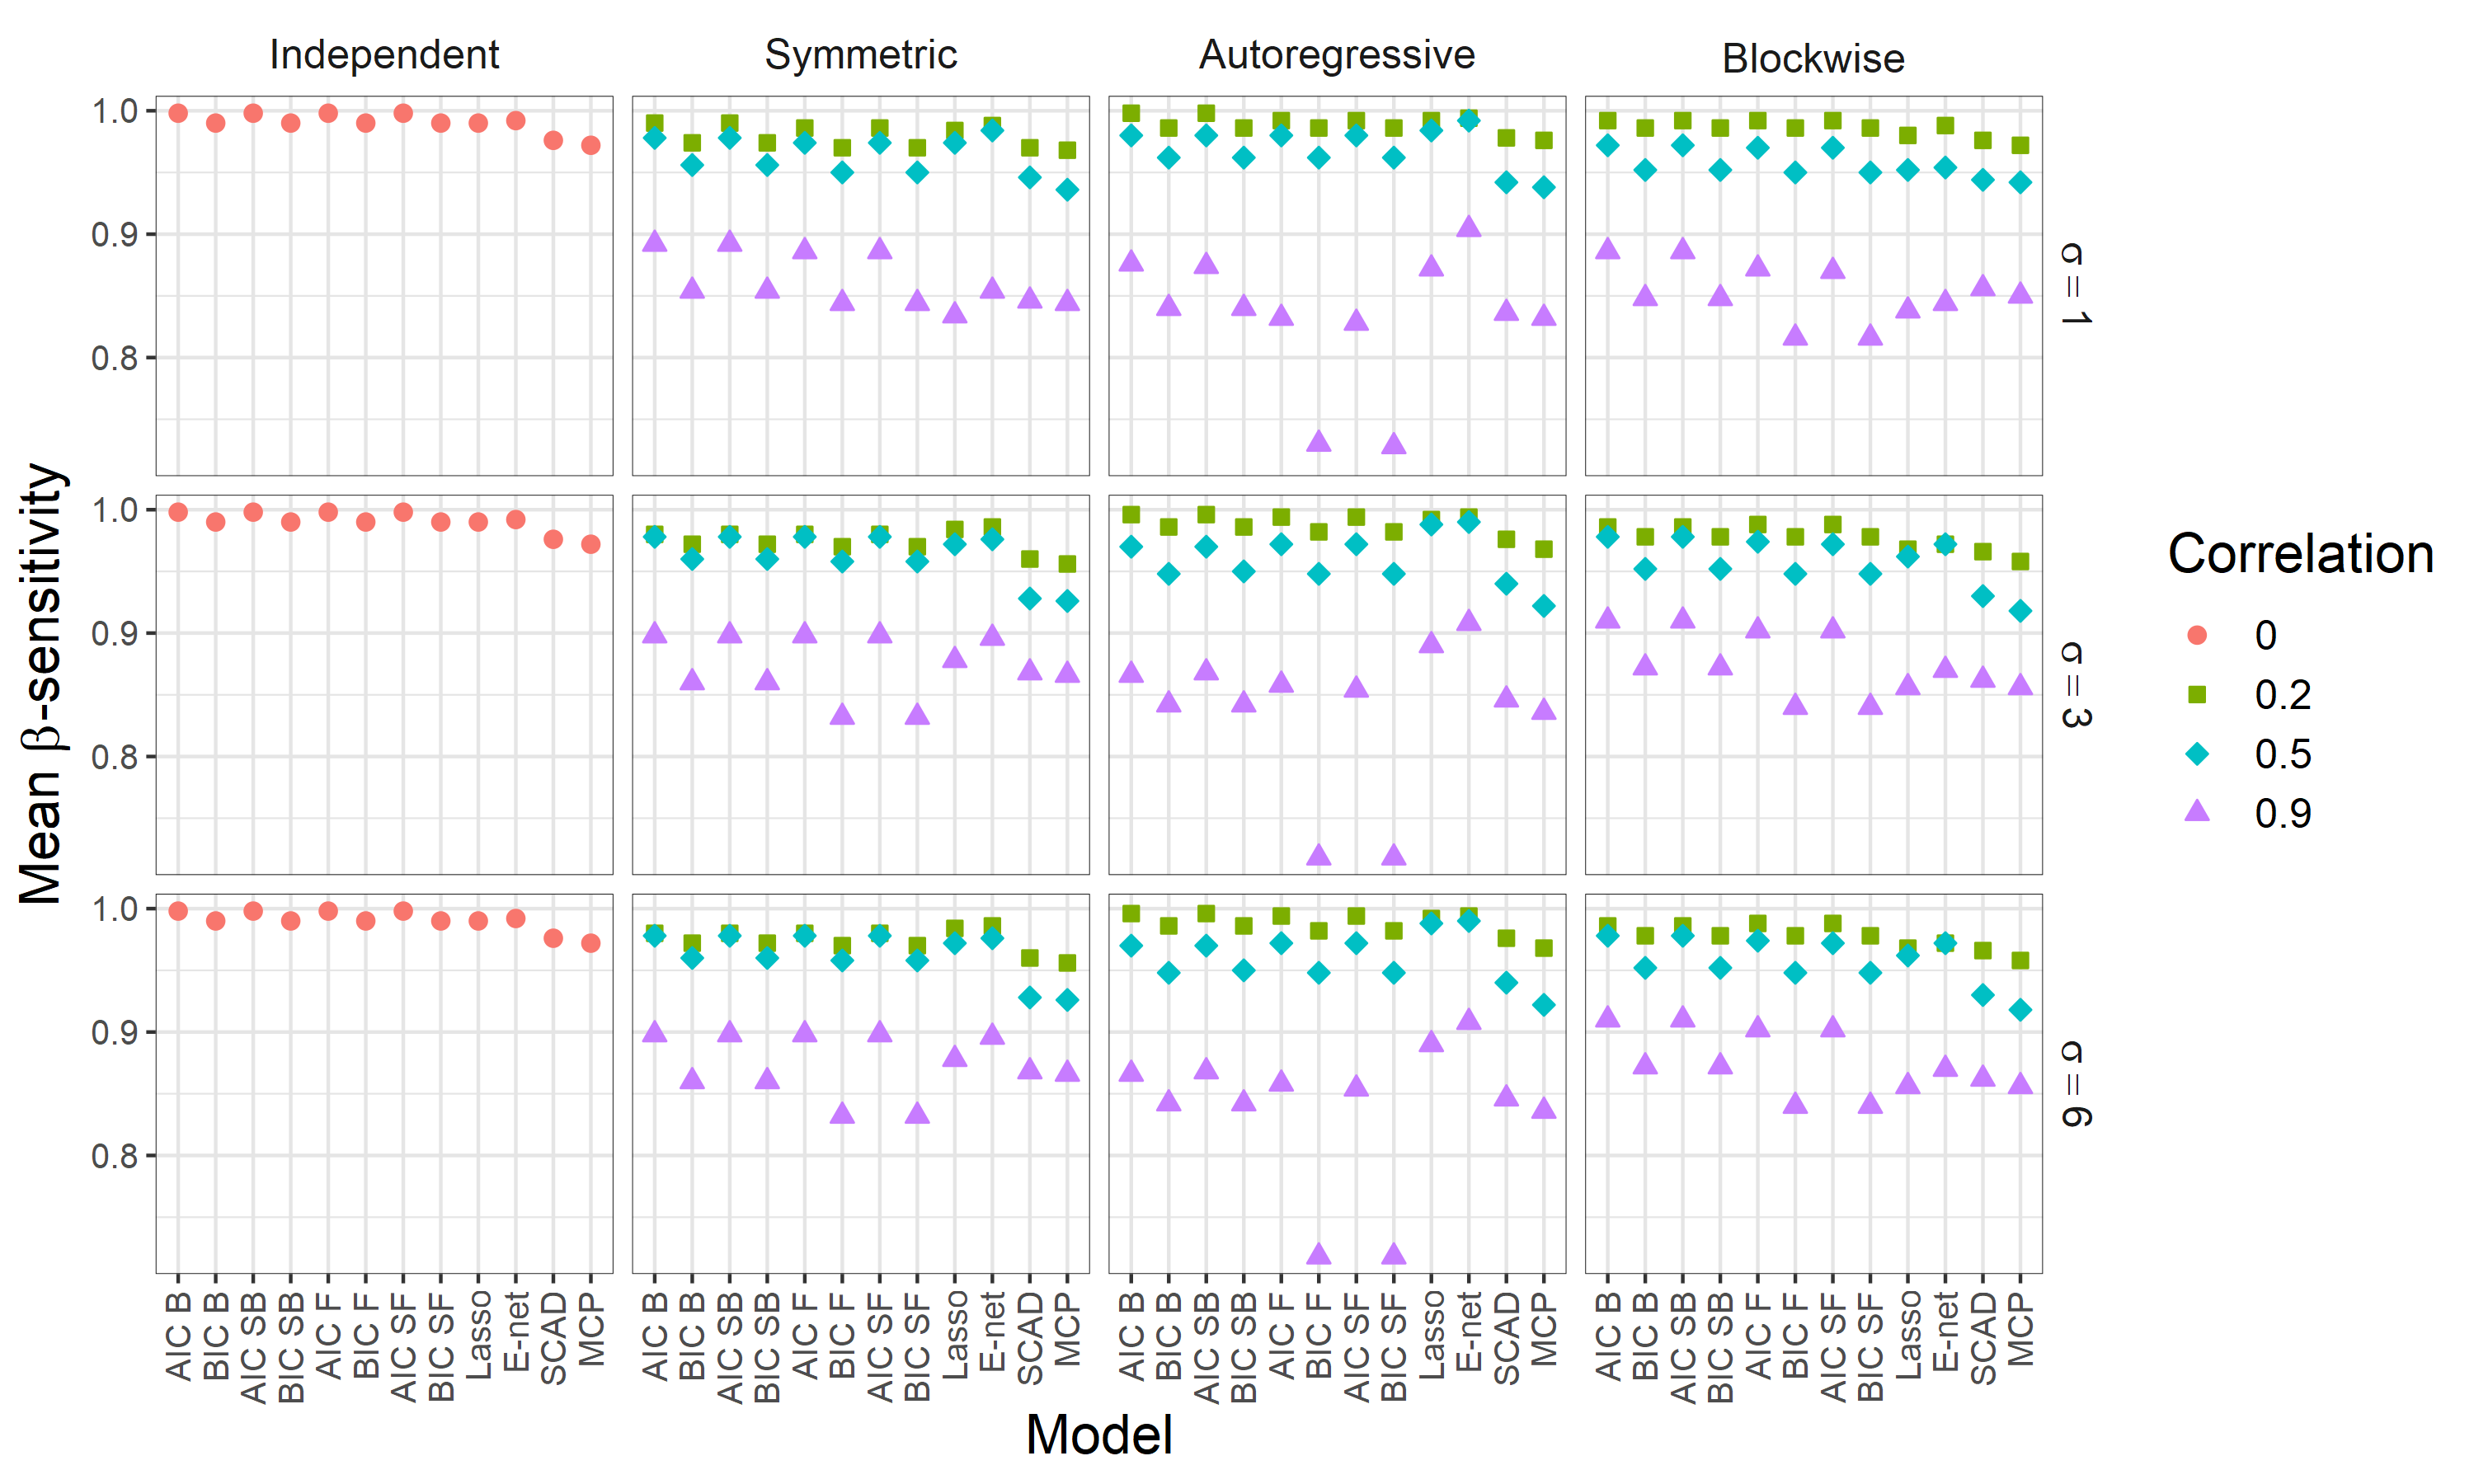 Independent Symmetric Autoregressive Blockwise
1.0
0.9
0.8
σ = 1
1.0
0.9
0.8
σ = 3
1.0
0.9
0.8
σ = 6
Mean β-sensitivity
AIC B BIC B AIC SB BIC SB AIC F BIC F AIC SF BIC SF Lasso E-net SCAD MCP
AIC B BIC B AIC SB BIC SB AIC F BIC F AIC SF BIC SF Lasso E-net SCAD MCP
AIC B BIC B AIC SB BIC SB AIC F BIC F AIC SF BIC SF Lasso E-net SCAD MCP
AIC B BIC B AIC SB BIC SB AIC F BIC F AIC SF BIC SF Lasso E-net SCAD MCP
Model
Correlation
0
0.2
0.5
0.9